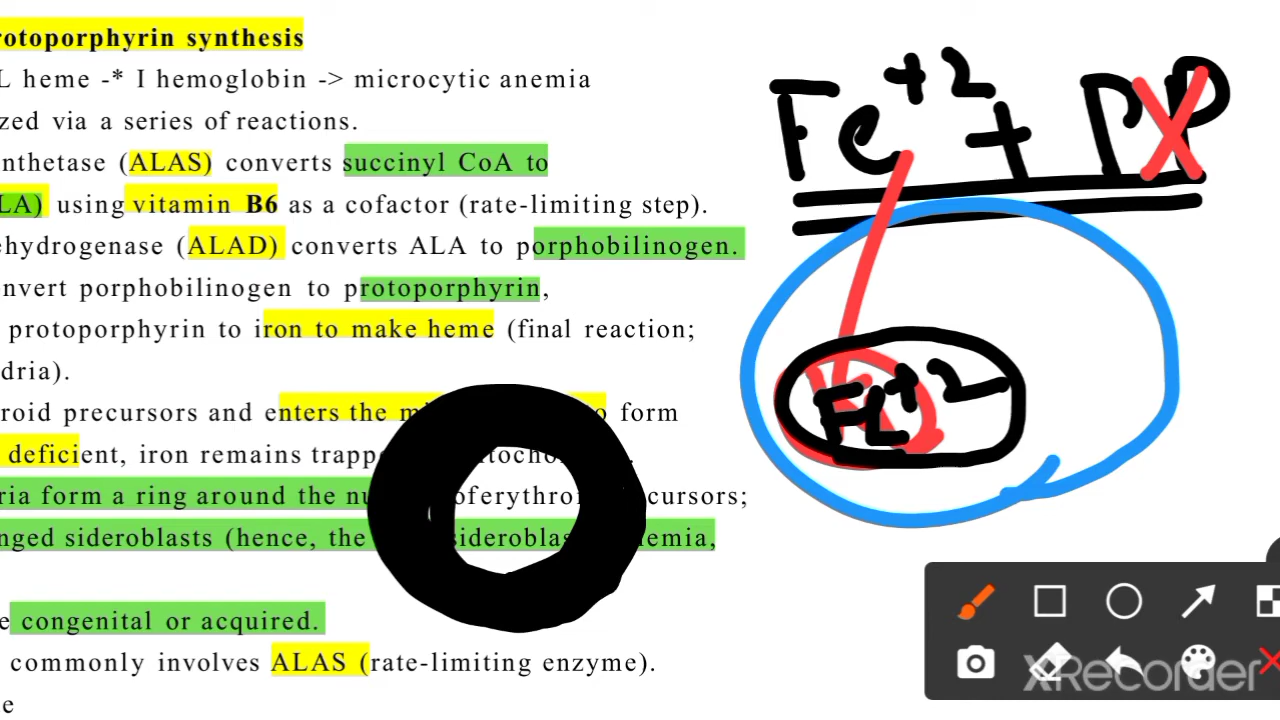 rotoporphyrin synthesis
L heme -* I hemoglobin -> microcytic anemia
zed via a series of reactions.
nthetase (ALAS) converts succinyl CoA to
LA) using vitamin B6 as a cofactor (rate-limiting step).
ehydrogenase (ALAD) converts ALA to porphobilinogen.
nvert porphobilinogen to protoporphyrin,
protoporphyrin to iron to make heme (final reaction;
dria).
roid precursors and enters the m o form
deficient, iron remains trapp itocho .
ria form a ring around the nu oferythro cursors;
nged sideroblasts (hence, the sideroblas emia,
e congenital or acquired.
commonly involves ALAS (rate-limiting enzyme).
e
Fe+2 + PP
Fe+2
XRecorder